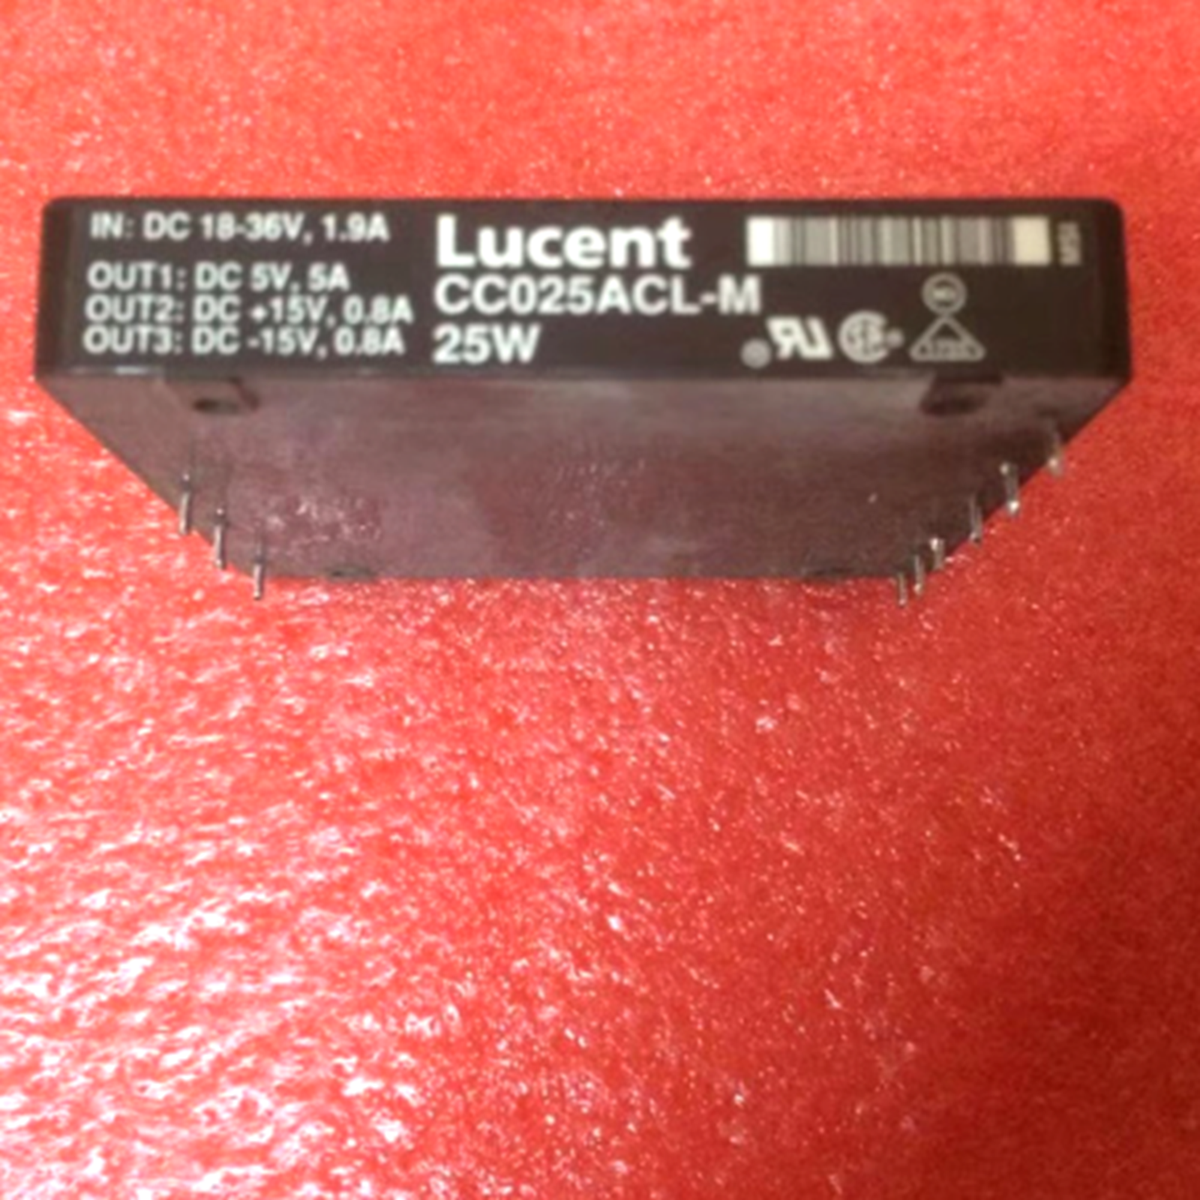 IN: DC 18-36V, 1.9A
OUT1: DC 5V, 5A
OUT2: DC +15V, 0.8A
OUT3: DC -15V, 0.8A
Lucent
CC025ACL-M
25W